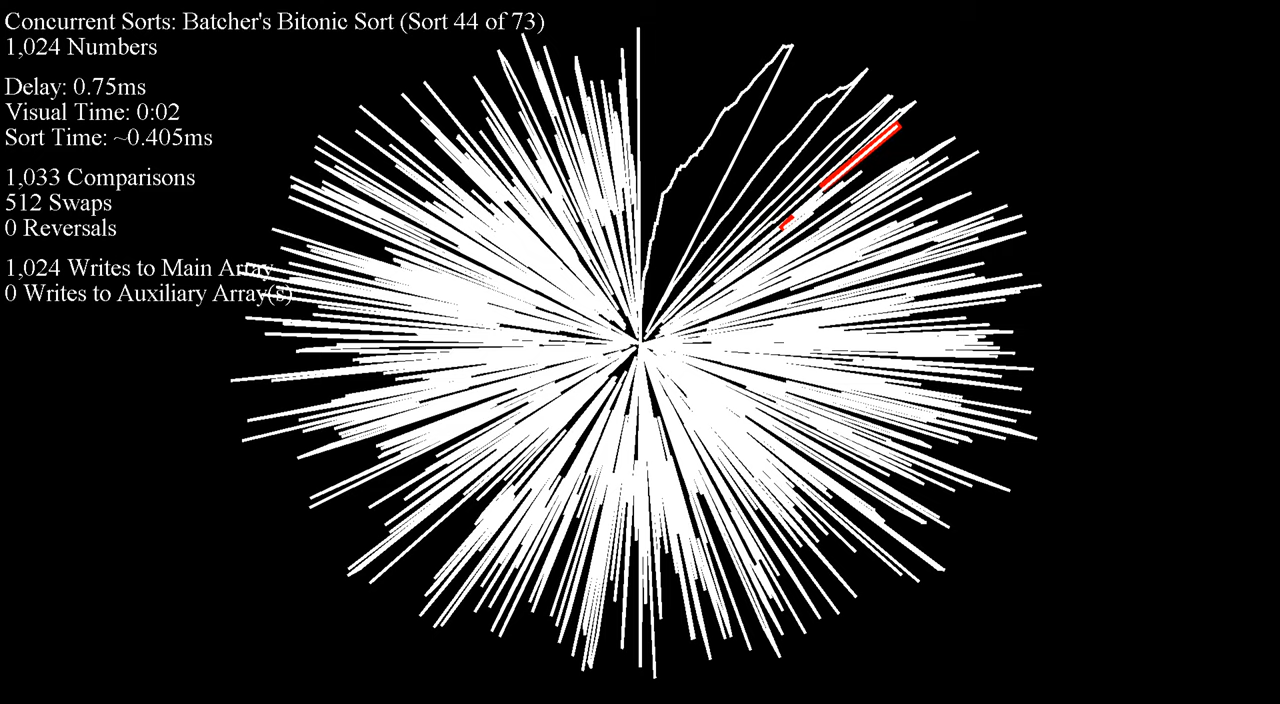 Concurrent Sorts: Batcher's Bitonic Sort (Sort 44 of 73)
1,024 Numbers
Delay: 0.75ms
Visual Time: 0:02
Sort Time: ~0.405ms
1,033 Comparisons
512 Swaps
0 Reversals
1,024 Writes to Main Array
0 Writes to Auxiliary Array(s)